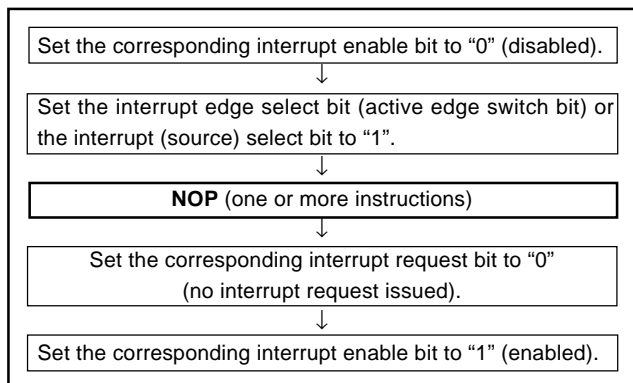 Set the corresponding interrupt enable bit to “0” (disabled).
↓
Set the interrupt edge select bit (active edge switch bit) or
the interrupt (source) select bit to “1”.
↓
NOP (one or more instructions)
↓
Set the corresponding interrupt request bit to “0”
(no interrupt request issued).
↓
Set the corresponding interrupt enable bit to “1” (enabled).